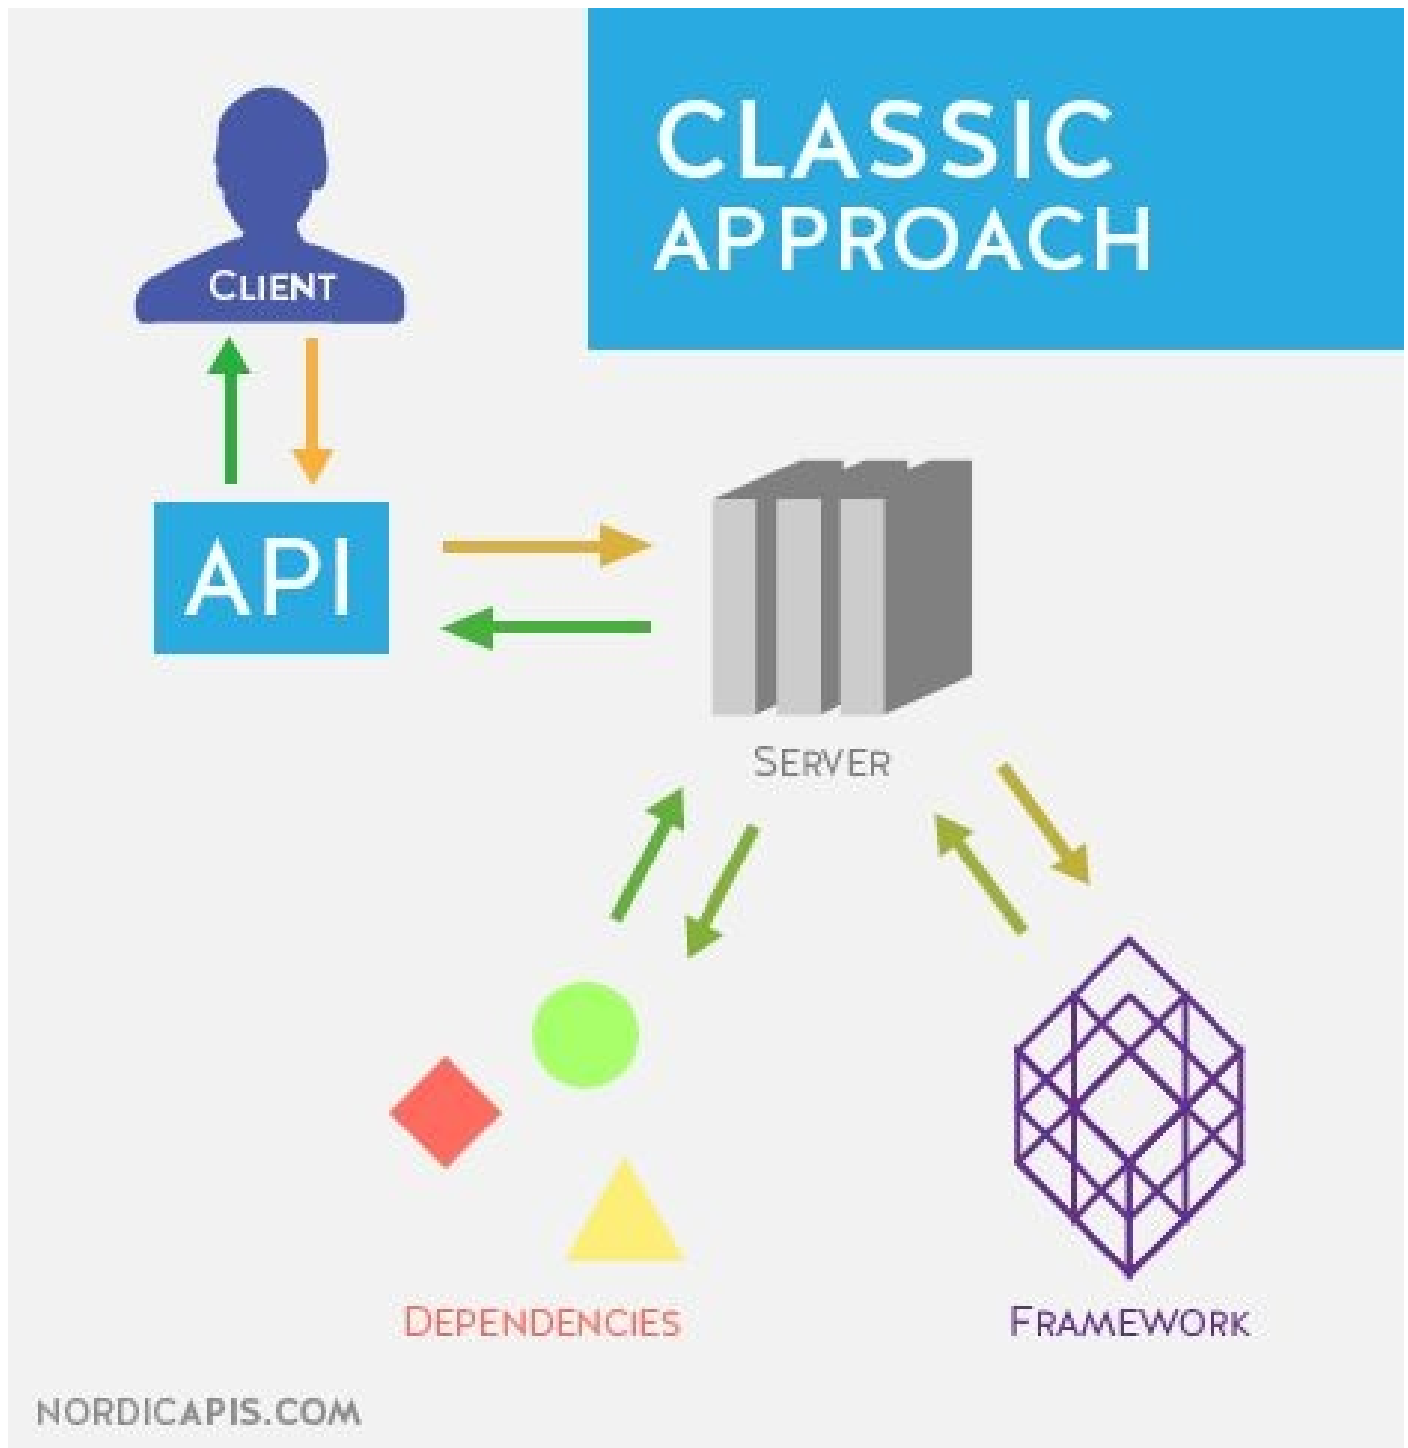 CLASSIC
APPROACH
CLIENT
API
SERVER
DEPENDENCIES
FRAMEWORK
NORDICAPIS.COM